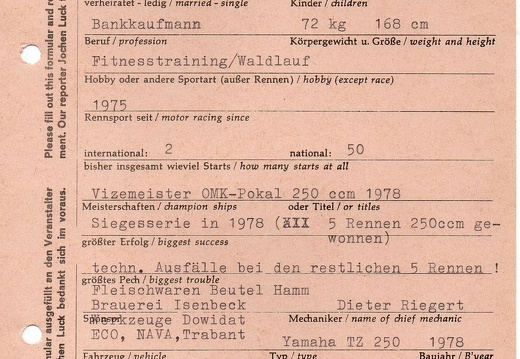 verheiratet - ledig / married - single Kinder / children
Bankkaufmann 72 kg 168 cm
Beruf / profession Körpergewicht u. Größe / weight and height
Fitnesstraining/Waldlauf
Hobby oder andere Sportart (außer Rennen) / hobby (except race)
1975
Rennsport seit / motor racing since
international: 2 national: 50
bisher insgesamt wieviel Starts / how many starts at all
Vizemeister OMK-Pokal 250 ccm 1978
Meisterschaften / champion ships oder Titel / or titles
Siegesserie in 1978 ( 5 Rennen 250ccm ge-
wonnen)
größter Erfolg / biggest success
techn. Ausfälle bei den restlichen 5 Rennen !
größtes Pech / biggest trouble
Fleischwaren Beutel Hamm
Brauerei Isenbeck Dieter Riegert
Sponsor Mechaniker / name of chief mechanic
Werkzeuge Dowidat
ECO, NAVA,Trabant
Yamaha TZ 250 1978
Fahrzeug / vehicle Typ / type Baujahr / B'year
Please fill out this formular and re
ment. Our reporter Jochen Luck
ular ausgefüllt an den Veranstalter
hen Luck bedankt sich im voraus.